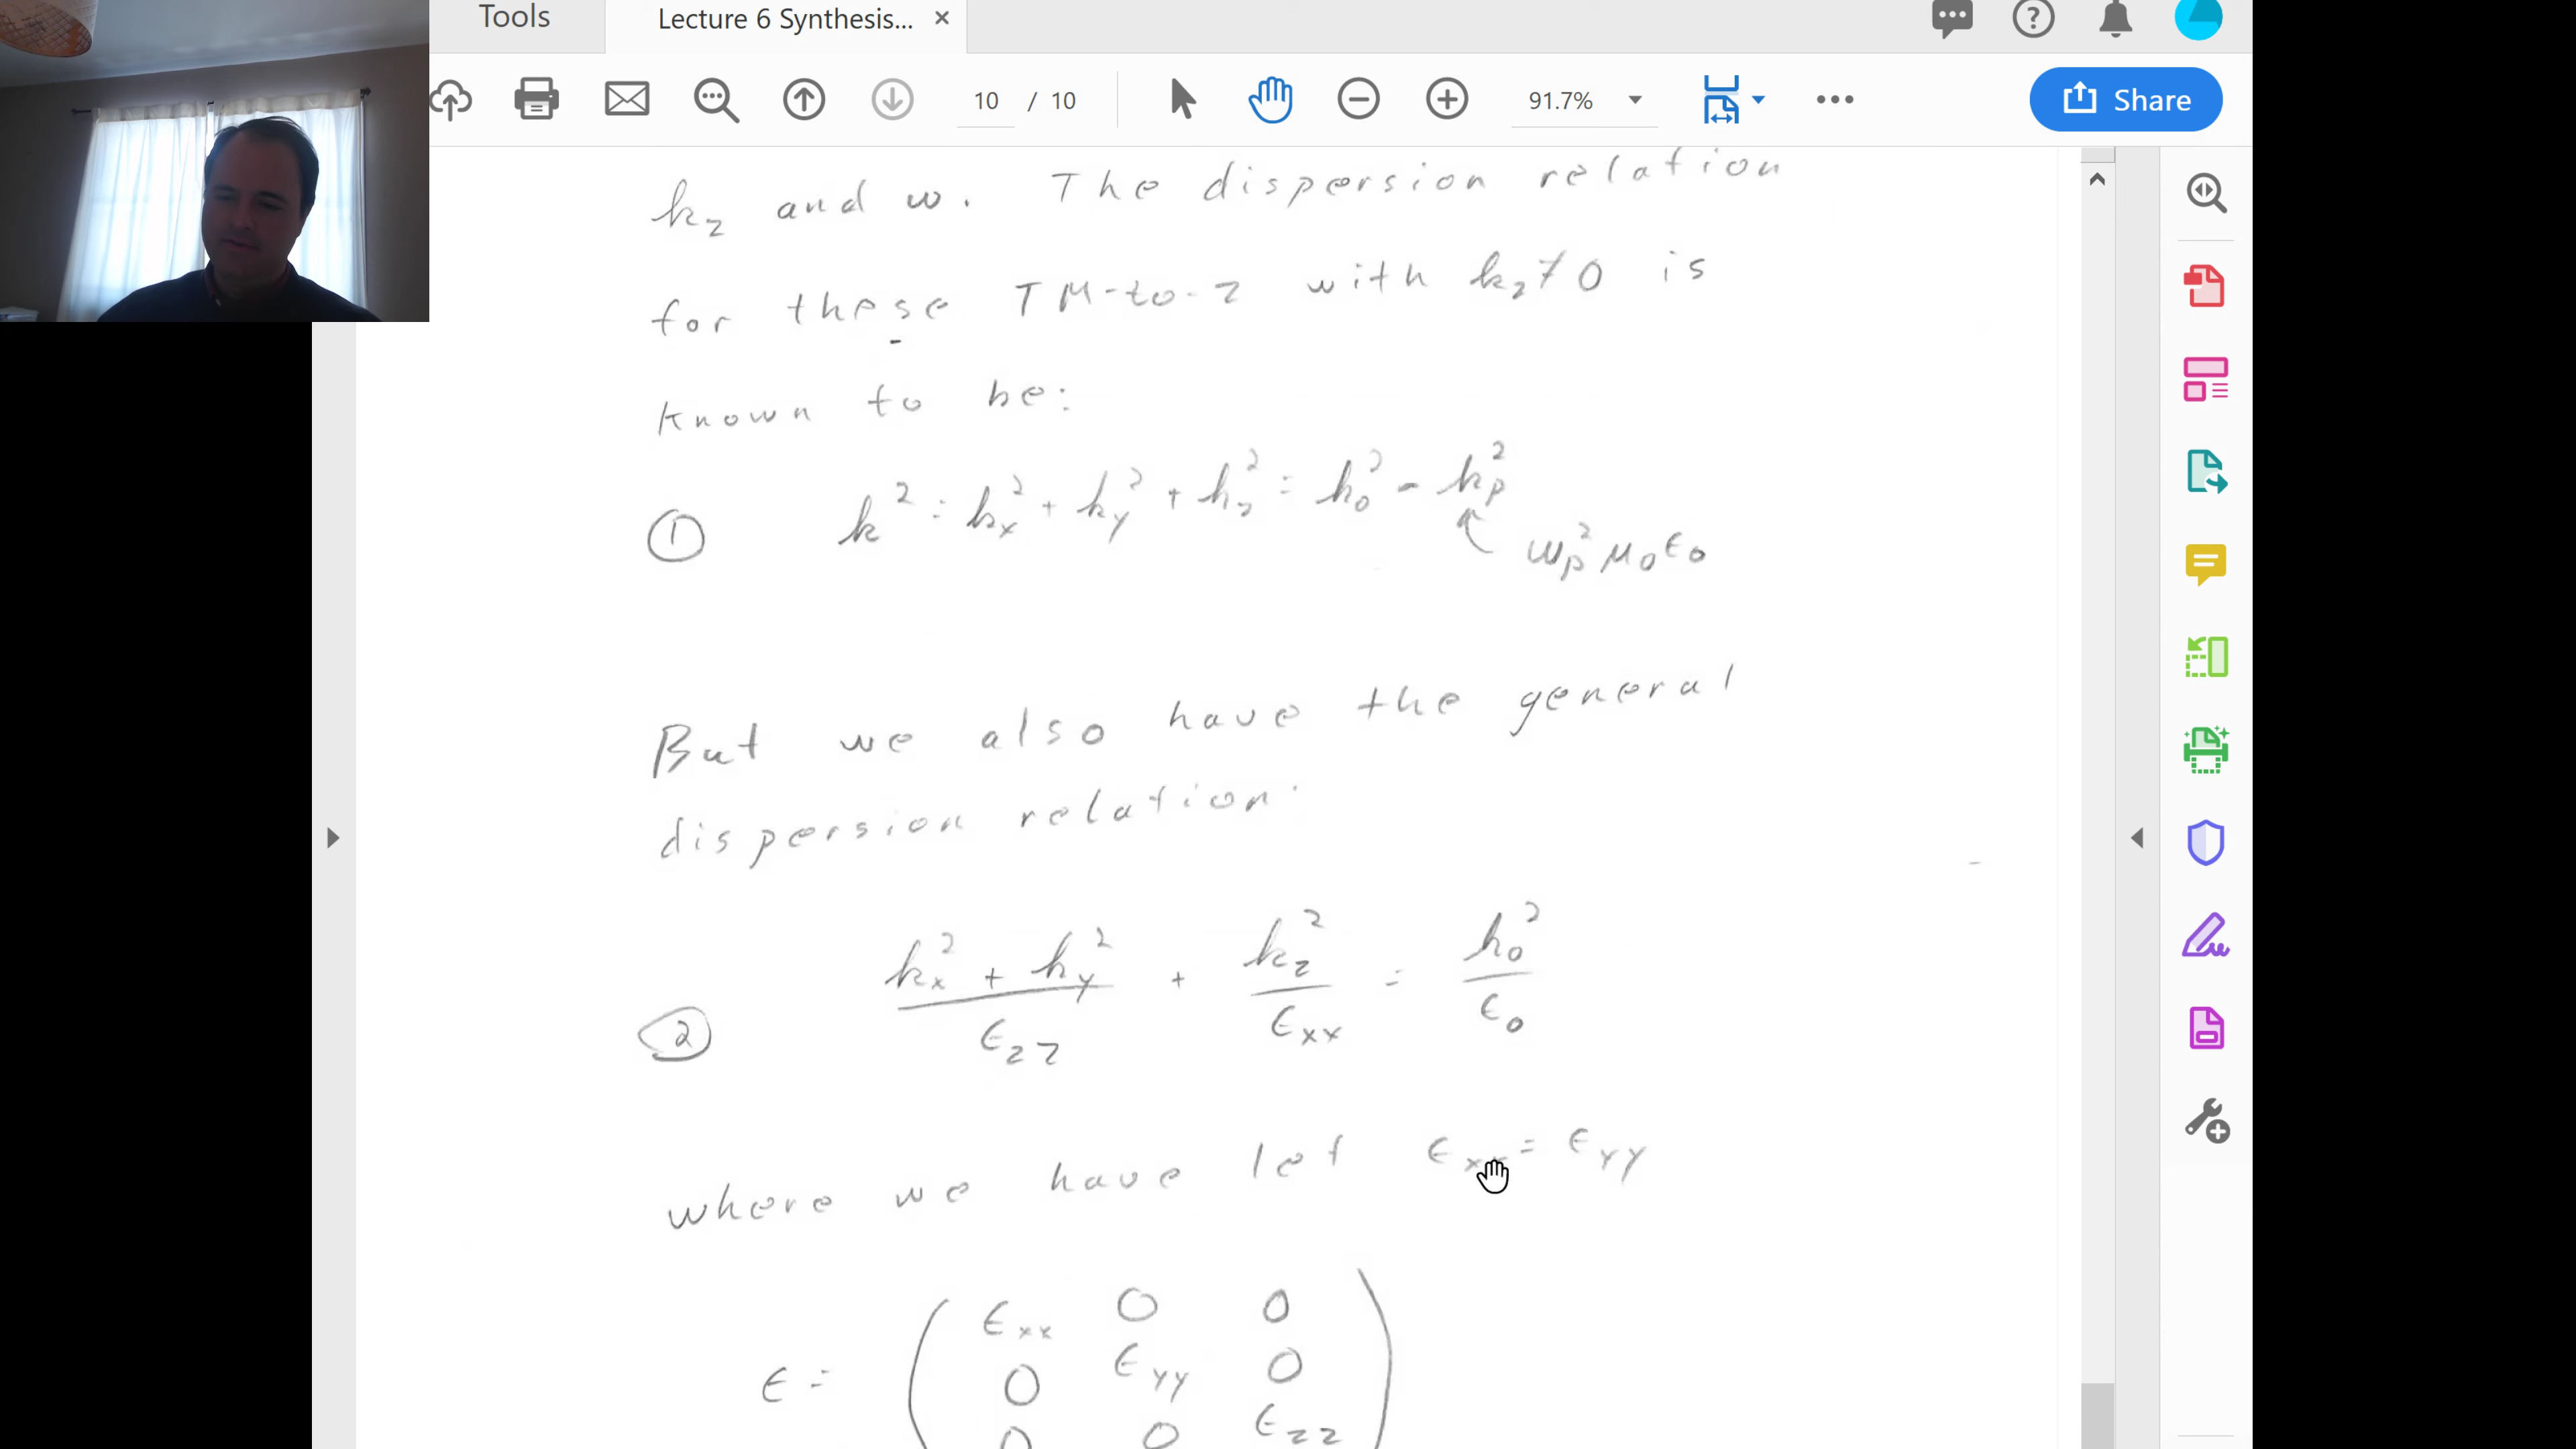 Tools
Lecture 6 Synthesis... ×
10 / 10
91.7%
Share
k_z and ω. The dispersion relation
for these TM-to-z with k_z ≠ 0 is
known to be:
① k² = k_x² + k_y² + k_z² = k_0² - k_p²
ω_p² μ_0 ε_0
But we also have the general
dispersion relation:
② (k_x² + k_y²)/ε_zz + k_z²/ε_xx = k_0²/ε_0
where we have let ε_xx = ε_yy
ε_xx 0 0
ε = 0 ε_yy 0
0 0 ε_zz